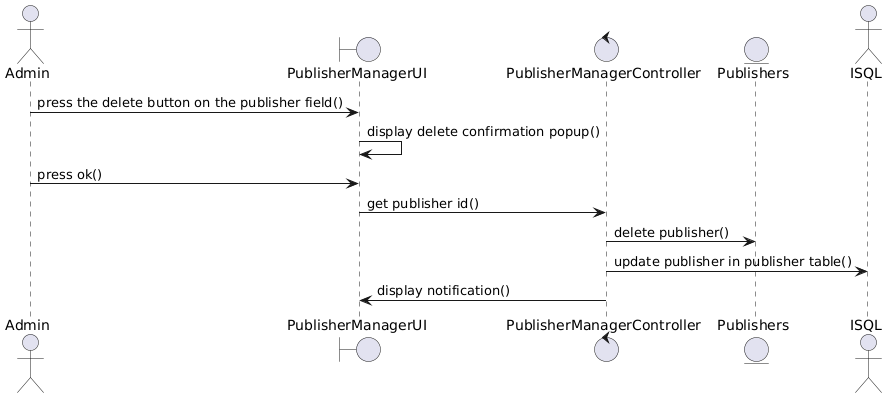 Admin
PublisherManagerUI
PublisherManagerController
Publishers
ISQL
press the delete button on the publisher field()
display delete confirmation popup()
press ok()
get publisher id()
delete publisher()
update publisher in publisher table()
display notification()
Admin
PublisherManagerUI
PublisherManagerController
Publishers
ISQL